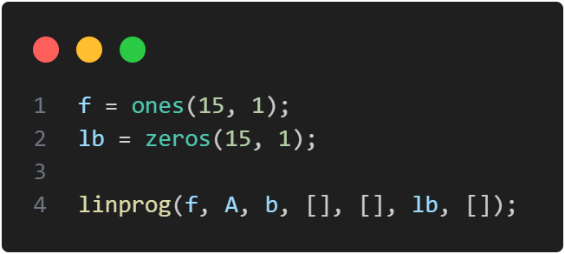 1 f = ones(15, 1);
2 lb = zeros(15, 1);
3
4 linprog(f, A, b, [], [], lb, []);